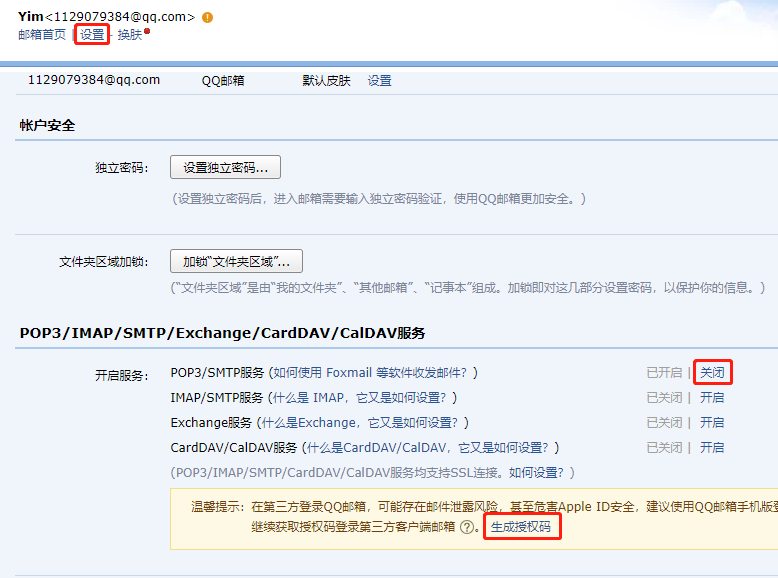 Yim<1129079384@qq.com>
邮箱首页 | 设置 - 换肤
1129079384@qq.com QQ邮箱 默认皮肤 设置
帐户安全
独立密码: 设置独立密码...
(设置独立密码后，进入邮箱需要输入独立密码验证，使用QQ邮箱更加安全。)
文件夹区域加锁: 加锁“文件夹区域”...
(“文件夹区域”是由“我的文件夹”、“其他邮箱”、“记事本”组成。加锁即对这几部分设置密码，以保护你的信息。)
POP3/IMAP/SMTP/Exchange/CardDAV/CalDAV服务
开启服务: POP3/SMTP服务 (如何使用 Foxmail 等软件收发邮件？) 已开启 | 关闭
IMAP/SMTP服务 (什么是 IMAP，它又是如何设置？) 已关闭 | 开启
Exchange服务 (什么是Exchange，它又是如何设置？) 已关闭 | 开启
CardDAV/CalDAV服务 (什么是CardDAV/CalDAV，它又是如何设置？) 已关闭 | 开启
(POP3/IMAP/SMTP/CardDAV/CalDAV服务均支持SSL连接。如何设置？)
温馨提示: 在第三方登录QQ邮箱，可能存在邮件泄露风险，甚至危害Apple ID安全，建议使用QQ邮箱手机版
继续获取授权码登录第三方客户端邮箱 ? 。 生成授权码